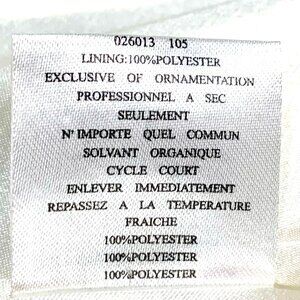 026013 105
LINING:100%POLYESTER
EXCLUSIVE OF ORNAMENTATION
PROFESSIONNEL A SEC
SEULEMENT
N' IMPORTE QUEL COMMUN
SOLVANT ORGANIQUE
CYCLE COURT
ENLEVER IMMEDIATEMENT
REPASSEZ A LA TEMPERATURE
FRAICHE
100%POLYESTER
100%POLYESTER
100%POLYESTER